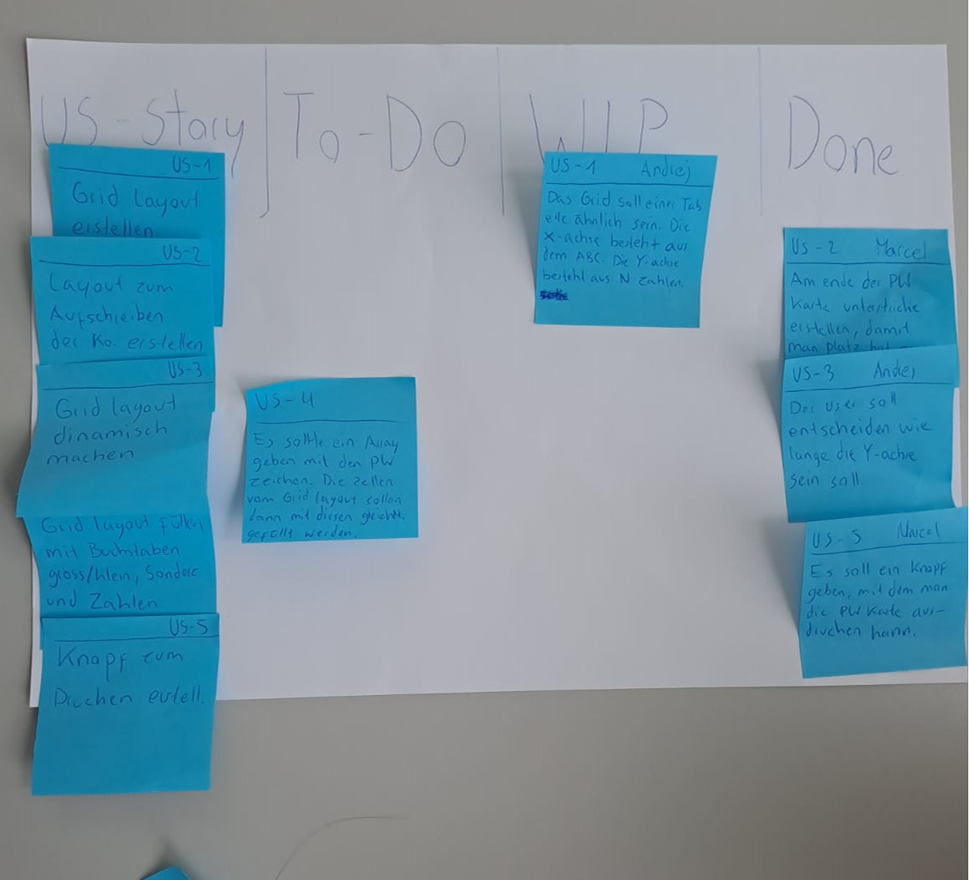 US-Story
To-Do
WIP
Done
US-1
Grid Layout
erstellen
US-2
Layout zum
Aufschreiben
der Ko. erstellen
US-3
Grid layout
dinamisch
machen
Grid layout füllen
mit Buchstaben
gross/klein, Sonderz
und Zahlen
US-5
Knopf zum
Drucken erstell.
US-4
Es sollte ein Array
geben mit den PW
zeichen. Die Zellen
vom Grid layout sollen
dann mit diesen
gefüllt werden.
US-1 Andrej
Das Grid soll einer Tab
elle ähnlich sein. Die
X-achse besteht aus
dem ABC. Die Y-achse
besteht aus N Zahlen.
US-2 Marcel
Am ende der PW
Karte unterstriche
erstellen, damit
man platz hat
US-3 Andrej
Der User soll
entscheiden wie
lange die Y-achse
sein soll.
US-5 Marcel
Es soll ein Knopf
geben, mit dem man
die PW Karte aus-
drucken kann.